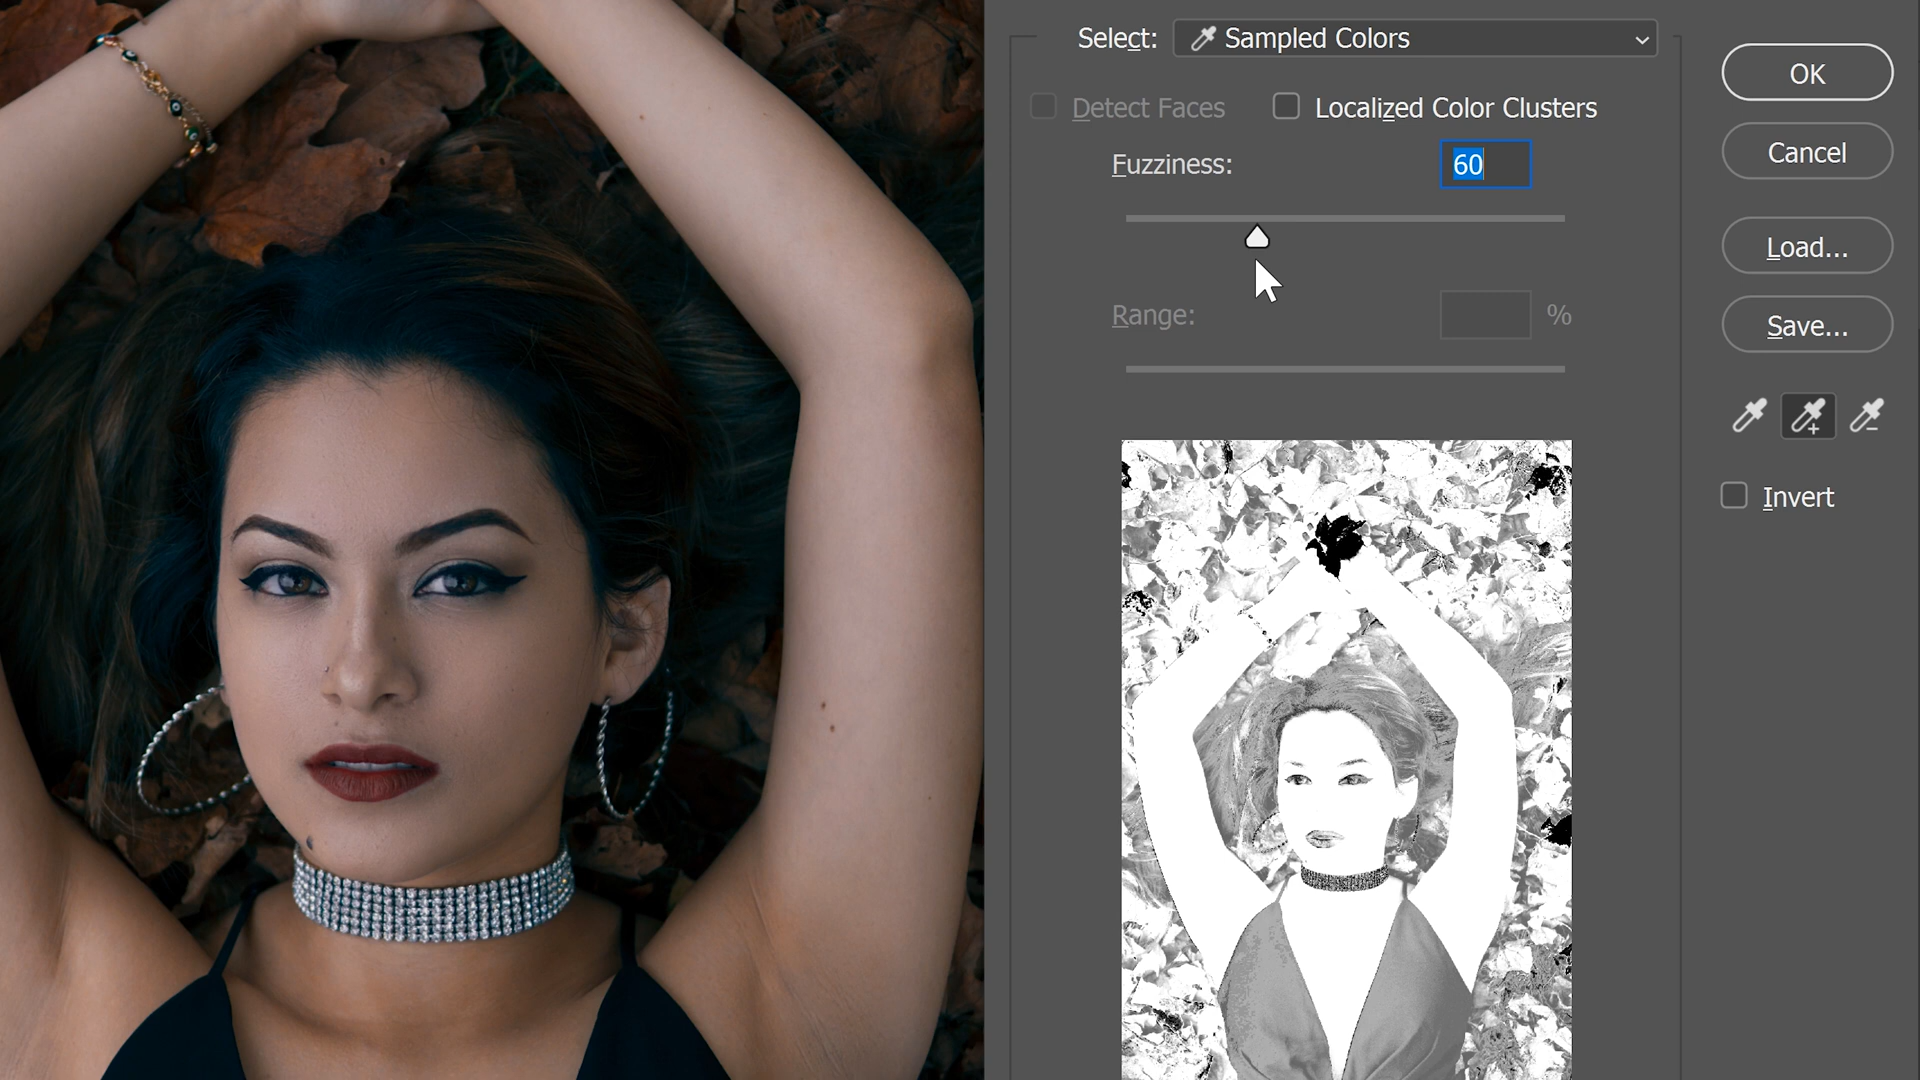 Select: Sampled Colors
OK
Detect Faces Localized Color Clusters
Cancel
Fuzziness: 60
Load...
Range: %
Save...
Invert